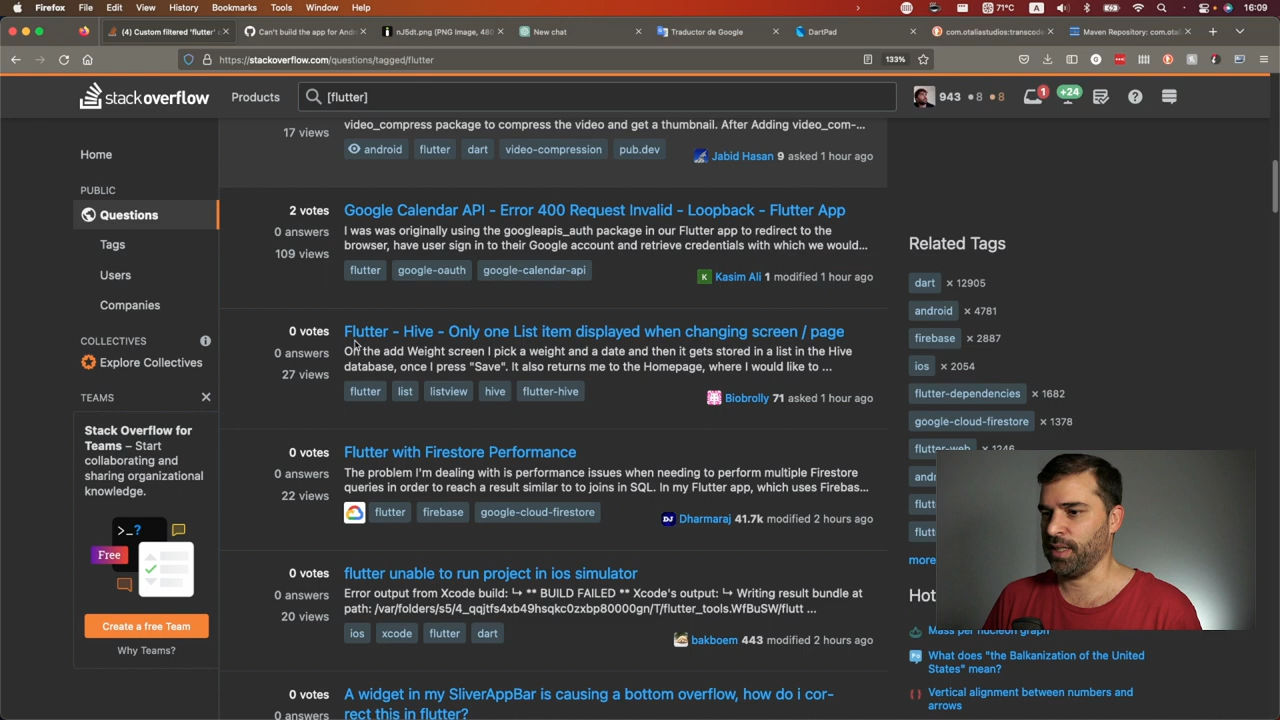 Firefox File Edit View History Bookmarks Tools Window Help
71°C A 16:09
(4) Custom filtered 'flutter'
Can't build the app for And
nJ5dt.png (PNG Image, 480
New chat
Traductor de Google
DartPad
com.otaliastudios:transcode
Maven Repository: com.otali
https://stackoverflow.com/questions/tagged/flutter
133%
stackoverflow
Products
[flutter]
943 8 8
1
+24
Home
PUBLIC
Questions
Tags
Users
Companies
COLLECTIVES
Explore Collectives
TEAMS
Stack Overflow for
Teams – Start
collaborating and
sharing organizational
knowledge.
>_?
Free
Create a free Team
Why Teams?
17 views
video_compress package to compress the video and get a thumbnail. After Adding video_com-...
android flutter dart video-compression pub.dev
Jabid Hasan 9 asked 1 hour ago
2 votes
0 answers
109 views
Google Calendar API - Error 400 Request Invalid - Loopback - Flutter App
I was was originally using the googleapis_auth package in our Flutter app to redirect to the
browser, have user sign in to their Google account and retrieve credentials with which we would...
flutter google-oauth google-calendar-api
K Kasim Ali 1 modified 1 hour ago
0 votes
0 answers
27 views
Flutter - Hive - Only one List item displayed when changing screen / page
On the add Weight screen I pick a weight and a date and then it gets stored in a list in the Hive
database, once I press "Save". It also returns me to the Homepage, where I would like to ...
flutter list listview hive flutter-hive
Biobrolly 71 asked 1 hour ago
0 votes
0 answers
22 views
Flutter with Firestore Performance
The problem I'm dealing with is performance issues when needing to perform multiple Firestore
queries in order to reach a result similar to to joins in SQL. In my Flutter app, which uses Firebas...
flutter firebase google-cloud-firestore
DJ Dharmaraj 41.7k modified 2 hours ago
0 votes
0 answers
20 views
flutter unable to run project in ios simulator
Error output from Xcode build: ↳ ** BUILD FAILED ** Xcode's output: ↳ Writing result bundle at
path: /var/folders/s5/4_qqjtfs4xb49hsqkc0zxbp80000gn/T/flutter_tools.WfBuSW/flutt ...
ios xcode flutter dart
bakboem 443 modified 2 hours ago
0 votes
0 answers
A widget in my SliverAppBar is causing a bottom overflow, how do i cor-
rect this in flutter?
Related Tags
dart × 12905
android × 4781
firebase × 2887
ios × 2054
flutter-dependencies × 1682
google-cloud-firestore × 1378
flutter-web × 1246
andr
flutt
flutt
more
Hot
Mass per nucleon graph
What does "the Balkanization of the United
States" mean?
Vertical alignment between numbers and
arrows